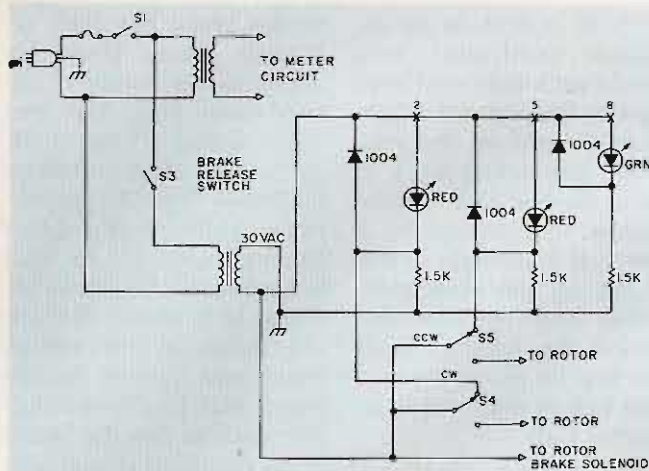 S1
TO METER
CIRCUIT
2
5
8
1004
GRN
BRAKE
RELEASE
SWITCH
S3
RED
1004
RED
30VAC
1.5K
1.5K
1.5K
CCW
S5
TO ROTOR
CW
S4
TO ROTOR
TO ROTOR
BRAKE SOLENOID